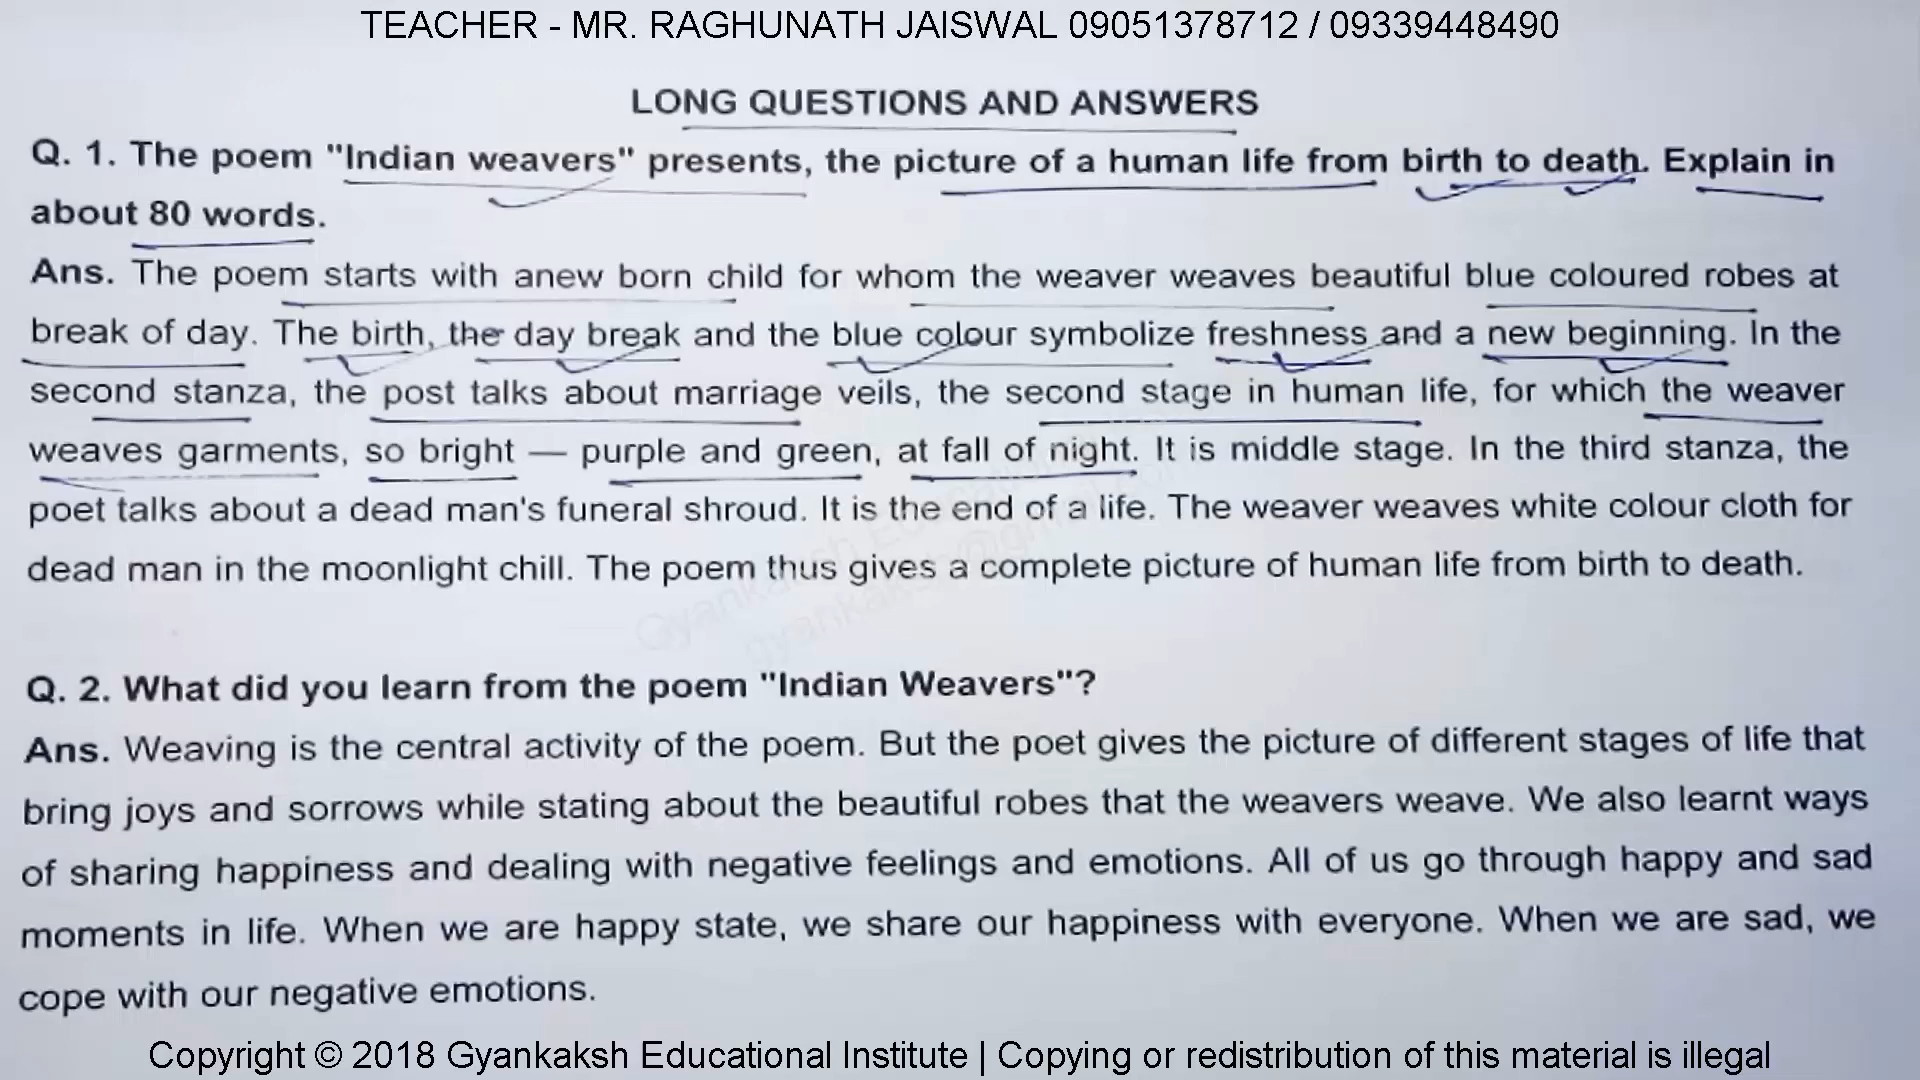 TEACHER - MR. RAGHUNATH JAISWAL 09051378712 / 09339448490
LONG QUESTIONS AND ANSWERS
Q. 1. The poem "Indian weavers" presents, the picture of a human life from birth to death. Explain in
about 80 words.
Ans. The poem starts with anew born child for whom the weaver weaves beautiful blue coloured robes at
break of day. The birth, the day break and the blue colour symbolize freshness and a new beginning. In the
second stanza, the post talks about marriage veils, the second stage in human life, for which the weaver
weaves garments, so bright — purple and green, at fall of night. It is middle stage. In the third stanza, the
poet talks about a dead man's funeral shroud. It is the end of a life. The weaver weaves white colour cloth for
dead man in the moonlight chill. The poem thus gives a complete picture of human life from birth to death.
Gyankaksh Educational
Q. 2. What did you learn from the poem "Indian Weavers"?
Ans. Weaving is the central activity of the poem. But the poet gives the picture of different stages of life that
bring joys and sorrows while stating about the beautiful robes that the weavers weave. We also learnt ways
of sharing happiness and dealing with negative feelings and emotions. All of us go through happy and sad
moments in life. When we are happy state, we share our happiness with everyone. When we are sad, we
cope with our negative emotions.
Copyright © 2018 Gyankaksh Educational Institute | Copying or redistribution of this material is illegal